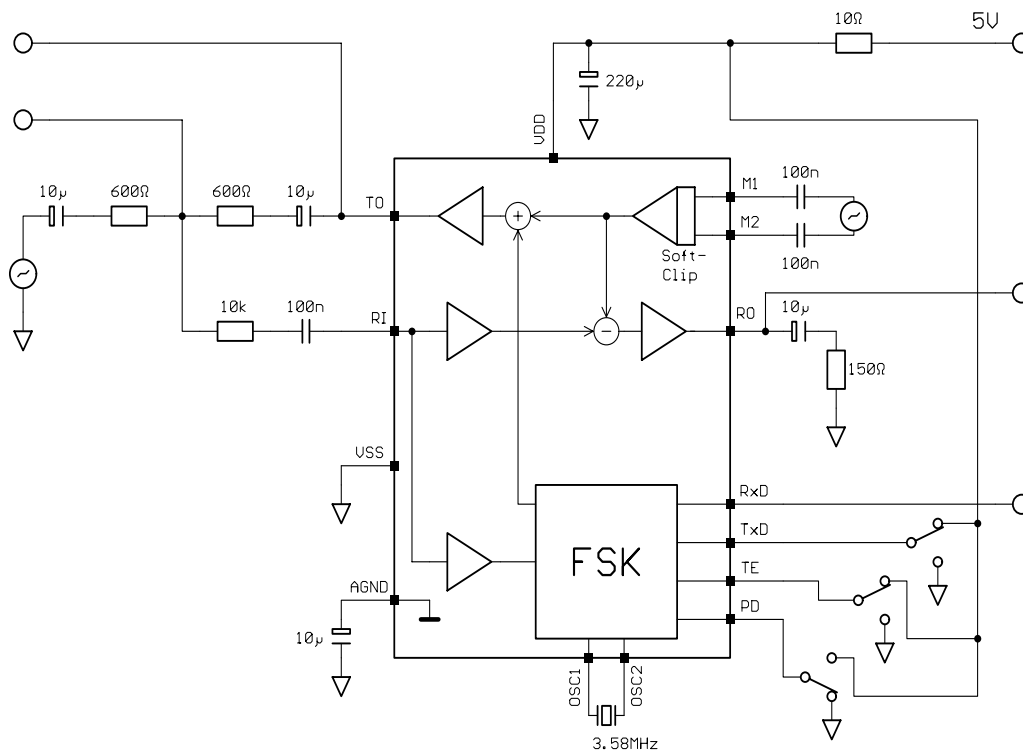 10Ω
5V
220µ
VDD
10µ
600Ω
600Ω
10µ
TO
M1
100n
M2
100n
Soft-
Clip
10k
100n
RI
RO
10µ
150Ω
VSS
RxD
TxD
FSK
TE
AGND
PD
10µ
OSC1
OSC2
3.58MHz